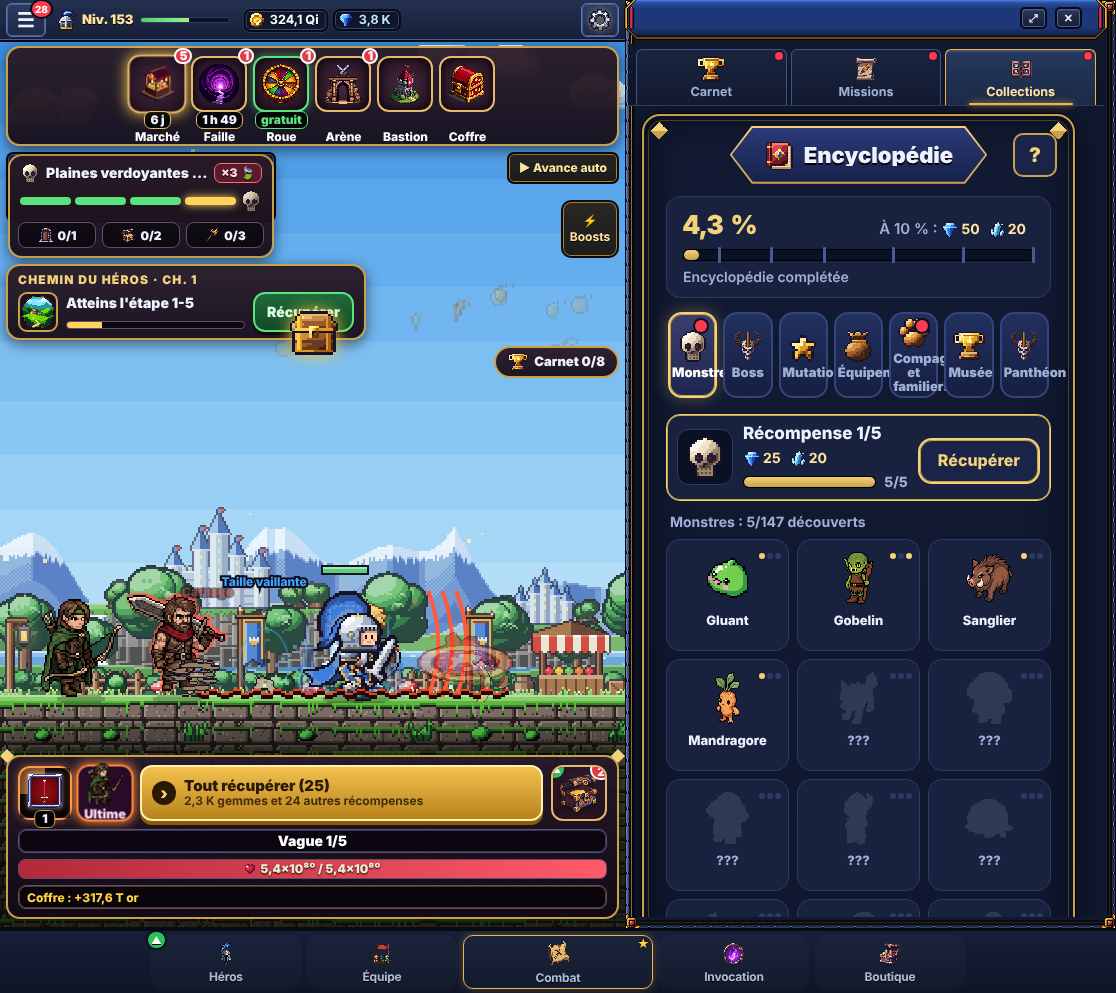 28
Niv. 153
324,1 Qi
3,8 K
5
6 j
Marché
1
1 h 49
Faille
1
gratuit
Roue
1
Arène
Bastion
Coffre
Plaines verdoyantes ...
×3
0/1
0/2
0/3
Avance auto
⚡
Boosts
CHEMIN DU HÉROS · CH. 1
Atteins l'étape 1-5
Récupérer
Carnet 0/8
Taille vaillante
1
Ultime
Tout récupérer (25)
2,3 K gemmes et 24 autres récompenses
Vague 1/5
5,4×10⁸⁰ / 5,4×10⁸⁰
Coffre : +317,6 T or
Carnet
Missions
Collections
Encyclopédie
?
4,3 %
À 10 % : 50 20
Encyclopédie complétée
Monstre
Boss
Mutatio
Équipem
Compag
et
familier
Musée
Panthéon
Récompense 1/5
25 20
5/5
Récupérer
Monstres : 5/147 découverts
Gluant
Gobelin
Sanglier
Mandragore
???
???
???
???
???
Héros
Équipe
Combat
Invocation
Boutique